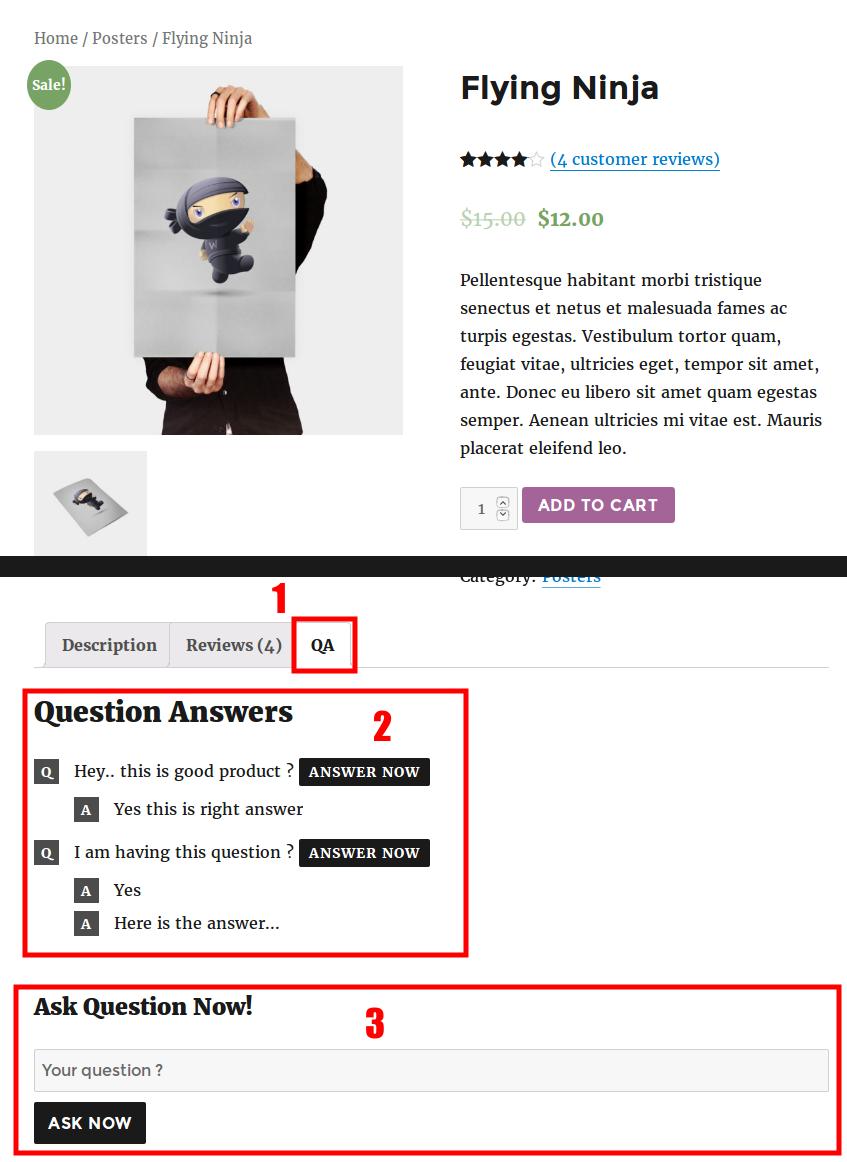 Home / Posters / Flying Ninja
Sale!
W
Flying Ninja
(4 customer reviews)
$15.00 $12.00
Pellentesque habitant morbi tristique
senectus et netus et malesuada fames ac
turpis egestas. Vestibulum tortor quam,
feugiat vitae, ultricies eget, tempor sit amet,
ante. Donec eu libero sit amet quam egestas
semper. Aenean ultricies mi vitae est. Mauris
placerat eleifend leo.
1 ADD TO CART
Category: Posters
1
Description Reviews (4) QA
Question Answers
2
Q Hey.. this is good product ? ANSWER NOW
A Yes this is right answer
Q I am having this question ? ANSWER NOW
A Yes
A Here is the answer...
Ask Question Now!
3
Your question ?
ASK NOW